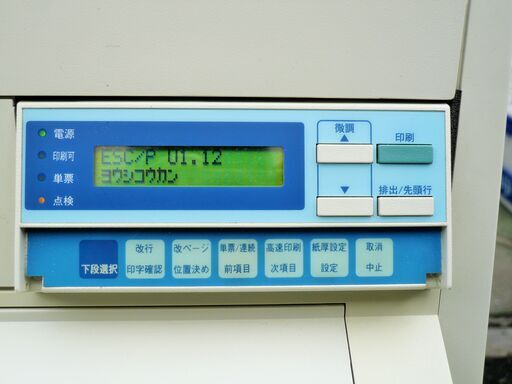 電源
印刷可
単票
点検
ESC/P V1.12
ヨウシコウカン
微調
▲
▼
印刷
排出/先頭行
下段選択
改行
印字確認
改ページ
位置決め
単票/連続
前項目
高速印刷
次項目
紙厚設定
設定
取消
中止